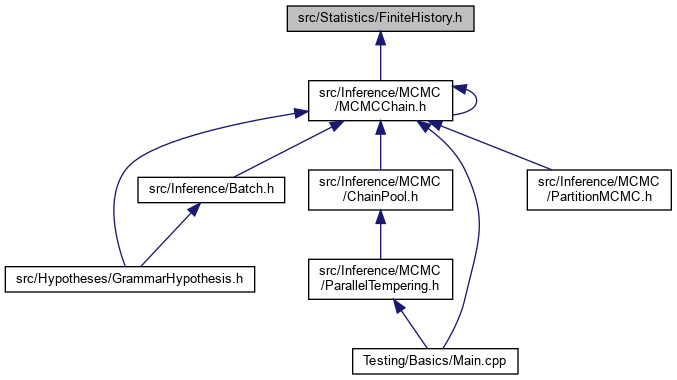 src/Statistics/FiniteHistory.h
src/Inference/MCMC
/MCMCChain.h
src/Inference/Batch.h
src/Inference/MCMC
/ChainPool.h
src/Inference/MCMC
/PartitionMCMC.h
src/Hypotheses/GrammarHypothesis.h
src/Inference/MCMC
/ParallelTempering.h
Testing/Basics/Main.cpp